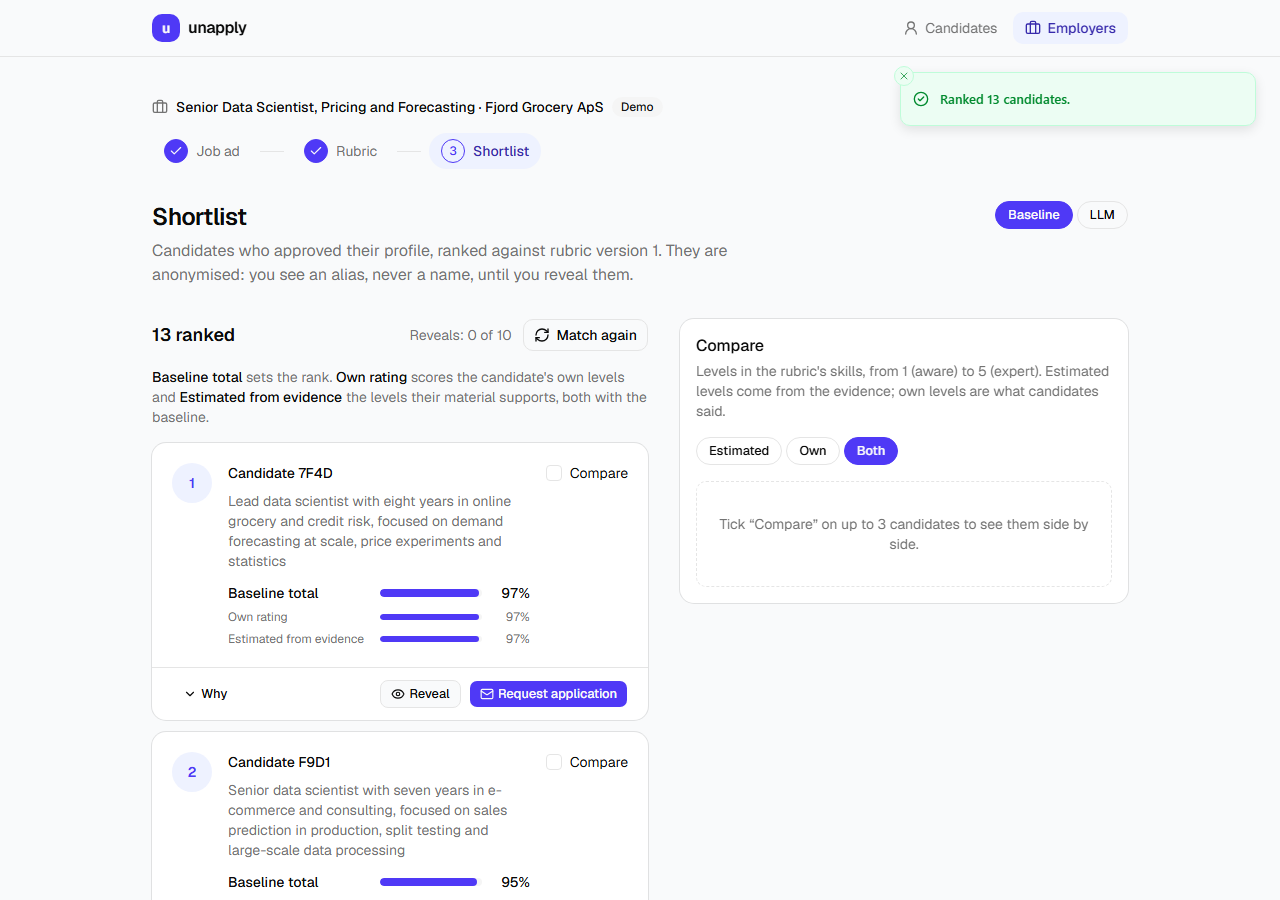 u unapply
Candidates
Employers
Ranked 13 candidates.
Senior Data Scientist, Pricing and Forecasting · Fjord Grocery ApS Demo
Job ad
Rubric
3 Shortlist
Shortlist
Baseline LLM
Candidates who approved their profile, ranked against rubric version 1. They are
anonymised: you see an alias, never a name, until you reveal them.
13 ranked
Reveals: 0 of 10
Match again
Baseline total sets the rank. Own rating scores the candidate's own levels
and Estimated from evidence the levels their material supports, both with the
baseline.
1
Candidate 7F4D
Compare
Lead data scientist with eight years in online
grocery and credit risk, focused on demand
forecasting at scale, price experiments and
statistics
Baseline total 97%
Own rating 97%
Estimated from evidence 97%
Why
Reveal
Request application
2
Candidate F9D1
Compare
Senior data scientist with seven years in e-
commerce and consulting, focused on sales
prediction in production, split testing and
large-scale data processing
Baseline total 95%
Compare
Levels in the rubric's skills, from 1 (aware) to 5 (expert). Estimated
levels come from the evidence; own levels are what candidates
said.
Estimated Own Both
Tick “Compare” on up to 3 candidates to see them side by
side.